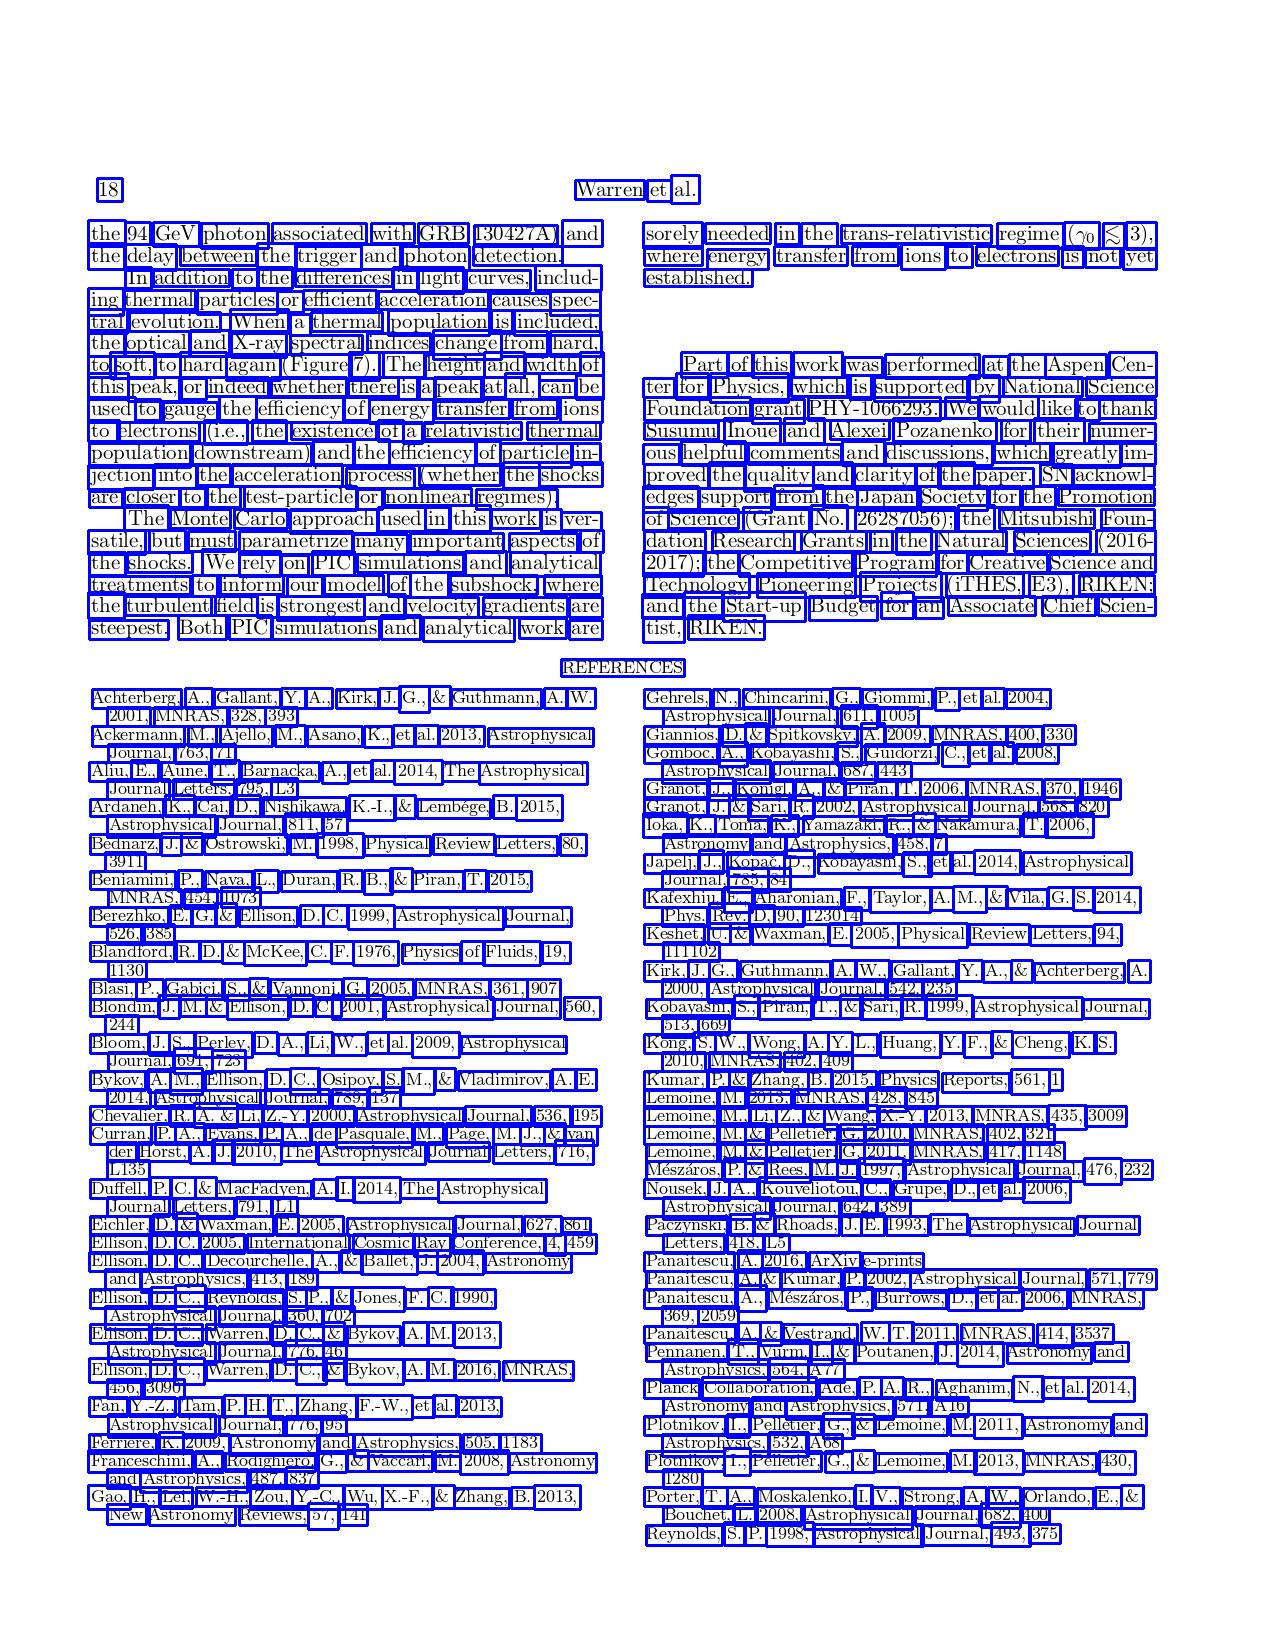 18
Warren et al.
the 94 GeV photon associated with GRB 130427A) and
the delay between the trigger and photon detection.
In addition to the differences in light curves, includ-
ing thermal particles or efficient acceleration causes spec-
tral evolution. When a thermal population is included,
the optical and X-ray spectral indices change from hard,
to soft, to hard again (Figure 7). The height and width of
this peak, or indeed whether there is a peak at all, can be
used to gauge the efficiency of energy transfer from ions
to electrons (i.e., the existence of a relativistic thermal
population downstream) and the efficiency of particle in-
jection into the acceleration process (whether the shocks
are closer to the test-particle or nonlinear regimes).
The Monte Carlo approach used in this work is ver-
satile, but must parametrize many important aspects of
the shocks. We rely on PIC simulations and analytical
treatments to inform our model of the subshock, where
the turbulent field is strongest and velocity gradients are
steepest. Both PIC simulations and analytical work are
sorely needed in the trans-relativistic regime (γ0 ≲ 3),
where energy transfer from ions to electrons is not yet
established.
Part of this work was performed at the Aspen Cen-
ter for Physics, which is supported by National Science
Foundation grant PHY-1066293. We would like to thank
Susumu Inoue and Alexei Pozanenko for their numer-
ous helpful comments and discussions, which greatly im-
proved the quality and clarity of the paper. SN acknowl-
edges support from the Japan Society for the Promotion
of Science (Grant No. 26287056); the Mitsubishi Foun-
dation Research Grants in the Natural Sciences (2016-
2017); the Competitive Program for Creative Science and
Technology Pioneering Projects (iTHES, E3), RIKEN;
and the Start-up Budget for an Associate Chief Scien-
tist, RIKEN.
REFERENCES
Achterberg, A., Gallant, Y. A., Kirk, J. G., & Guthmann, A. W.
2001, MNRAS, 328, 393
Ackermann, M., Ajello, M., Asano, K., et al. 2013, Astrophysical
Journal, 763, 71
Aliu, E., Aune, T., Barnacka, A., et al. 2014, The Astrophysical
Journal Letters, 795, L3
Ardaneh, K., Cai, D., Nishikawa, K.-I., & Lembége, B. 2015,
Astrophysical Journal, 811, 57
Bednarz, J. & Ostrowski, M. 1998, Physical Review Letters, 80,
3911
Beniamini, P., Nava, L., Duran, R. B., & Piran, T. 2015,
MNRAS, 454, 1073
Berezhko, E. G. & Ellison, D. C. 1999, Astrophysical Journal,
526, 385
Blandford, R. D. & McKee, C. F. 1976, Physics of Fluids, 19,
1130
Blasi, P., Gabici, S., & Vannoni, G. 2005, MNRAS, 361, 907
Blondin, J. M. & Ellison, D. C. 2001, Astrophysical Journal, 560,
244
Bloom, J. S., Perley, D. A., Li, W., et al. 2009, Astrophysical
Journal, 691, 723
Bykov, A. M., Ellison, D. C., Osipov, S. M., & Vladimirov, A. E.
2014, Astrophysical Journal, 789, 137
Chevalier, R. A. & Li, Z.-Y. 2000, Astrophysical Journal, 536, 195
Curran, P. A., Evans, P. A., de Pasquale, M., Page, M. J., & van
der Horst, A. J. 2010, The Astrophysical Journal Letters, 716,
L135
Duffell, P. C. & MacFadyen, A. I. 2014, The Astrophysical
Journal Letters, 791, L1
Eichler, D. & Waxman, E. 2005, Astrophysical Journal, 627, 861
Ellison, D. C. 2005, International Cosmic Ray Conference, 4, 459
Ellison, D. C., Decourchelle, A., & Ballet, J. 2004, Astronomy
and Astrophysics, 413, 189
Ellison, D. C., Reynolds, S. P., & Jones, F. C. 1990,
Astrophysical Journal, 360, 702
Ellison, D. C., Warren, D. C., & Bykov, A. M. 2013,
Astrophysical Journal, 776, 46
Ellison, D. C., Warren, D. C., & Bykov, A. M. 2016, MNRAS,
456, 3090
Fan, Y.-Z., Tam, P. H. T., Zhang, F.-W., et al. 2013,
Astrophysical Journal, 776, 95
Ferriere, K. 2009, Astronomy and Astrophysics, 505, 1183
Franceschini, A., Rodighiero, G., & Vaccari, M. 2008, Astronomy
and Astrophysics, 487, 837
Gao, H., Lei, W.-H., Zou, Y.-C., Wu, X.-F., & Zhang, B. 2013,
New Astronomy Reviews, 57, 141
Gehrels, N., Chincarini, G., Giommi, P., et al. 2004,
Astrophysical Journal, 611, 1005
Giannios, D. & Spitkovsky, A. 2009, MNRAS, 400, 330
Gomboc, A., Kobayashi, S., Guidorzi, C., et al. 2008,
Astrophysical Journal, 687, 443
Granot, J., Königl, A., & Piran, T. 2006, MNRAS, 370, 1946
Granot, J. & Sari, R. 2002, Astrophysical Journal, 568, 820
Ioka, K., Toma, K., Yamazaki, R., & Nakamura, T. 2006,
Astronomy and Astrophysics, 458, 7
Japelj, J., Kopač, D., Kobayashi, S., et al. 2014, Astrophysical
Journal, 785, 84
Kafexhiu, E., Aharonian, F., Taylor, A. M., & Vila, G. S. 2014,
Phys. Rev. D, 90, 123014
Keshet, U. & Waxman, E. 2005, Physical Review Letters, 94,
111102
Kirk, J. G., Guthmann, A. W., Gallant, Y. A., & Achterberg, A.
2000, Astrophysical Journal, 542, 235
Kobayashi, S., Piran, T., & Sari, R. 1999, Astrophysical Journal,
513, 669
Kong, S. W., Wong, A. Y. L., Huang, Y. F., & Cheng, K. S.
2010, MNRAS, 402, 409
Kumar, P. & Zhang, B. 2015, Physics Reports, 561, 1
Lemoine, M. 2013, MNRAS, 428, 845
Lemoine, M., Li, Z., & Wang, X.-Y. 2013, MNRAS, 435, 3009
Lemoine, M. & Pelletier, G. 2010, MNRAS, 402, 321
Lemoine, M. & Pelletier, G. 2011, MNRAS, 417, 1148
Mészáros, P. & Rees, M. J. 1997, Astrophysical Journal, 476, 232
Nousek, J. A., Kouveliotou, C., Grupe, D., et al. 2006,
Astrophysical Journal, 642, 389
Paczynski, B. & Rhoads, J. E. 1993, The Astrophysical Journal
Letters, 418, L5
Panaitescu, A. 2016, ArXiv e-prints
Panaitescu, A. & Kumar, P. 2002, Astrophysical Journal, 571, 779
Panaitescu, A., Mészáros, P., Burrows, D., et al. 2006, MNRAS,
369, 2059
Panaitescu, A. & Vestrand, W. T. 2011, MNRAS, 414, 3537
Pennanen, T., Vurm, I., & Poutanen, J. 2014, Astronomy and
Astrophysics, 564, A77
Planck Collaboration, Ade, P. A. R., Aghanim, N., et al. 2014,
Astronomy and Astrophysics, 571, A16
Plotnikov, I., Pelletier, G., & Lemoine, M. 2011, Astronomy and
Astrophysics, 532, A68
Plotnikov, I., Pelletier, G., & Lemoine, M. 2013, MNRAS, 430,
1280
Porter, T. A., Moskalenko, I. V., Strong, A. W., Orlando, E., &
Bouchet, L. 2008, Astrophysical Journal, 682, 400
Reynolds, S. P. 1998, Astrophysical Journal, 493, 375